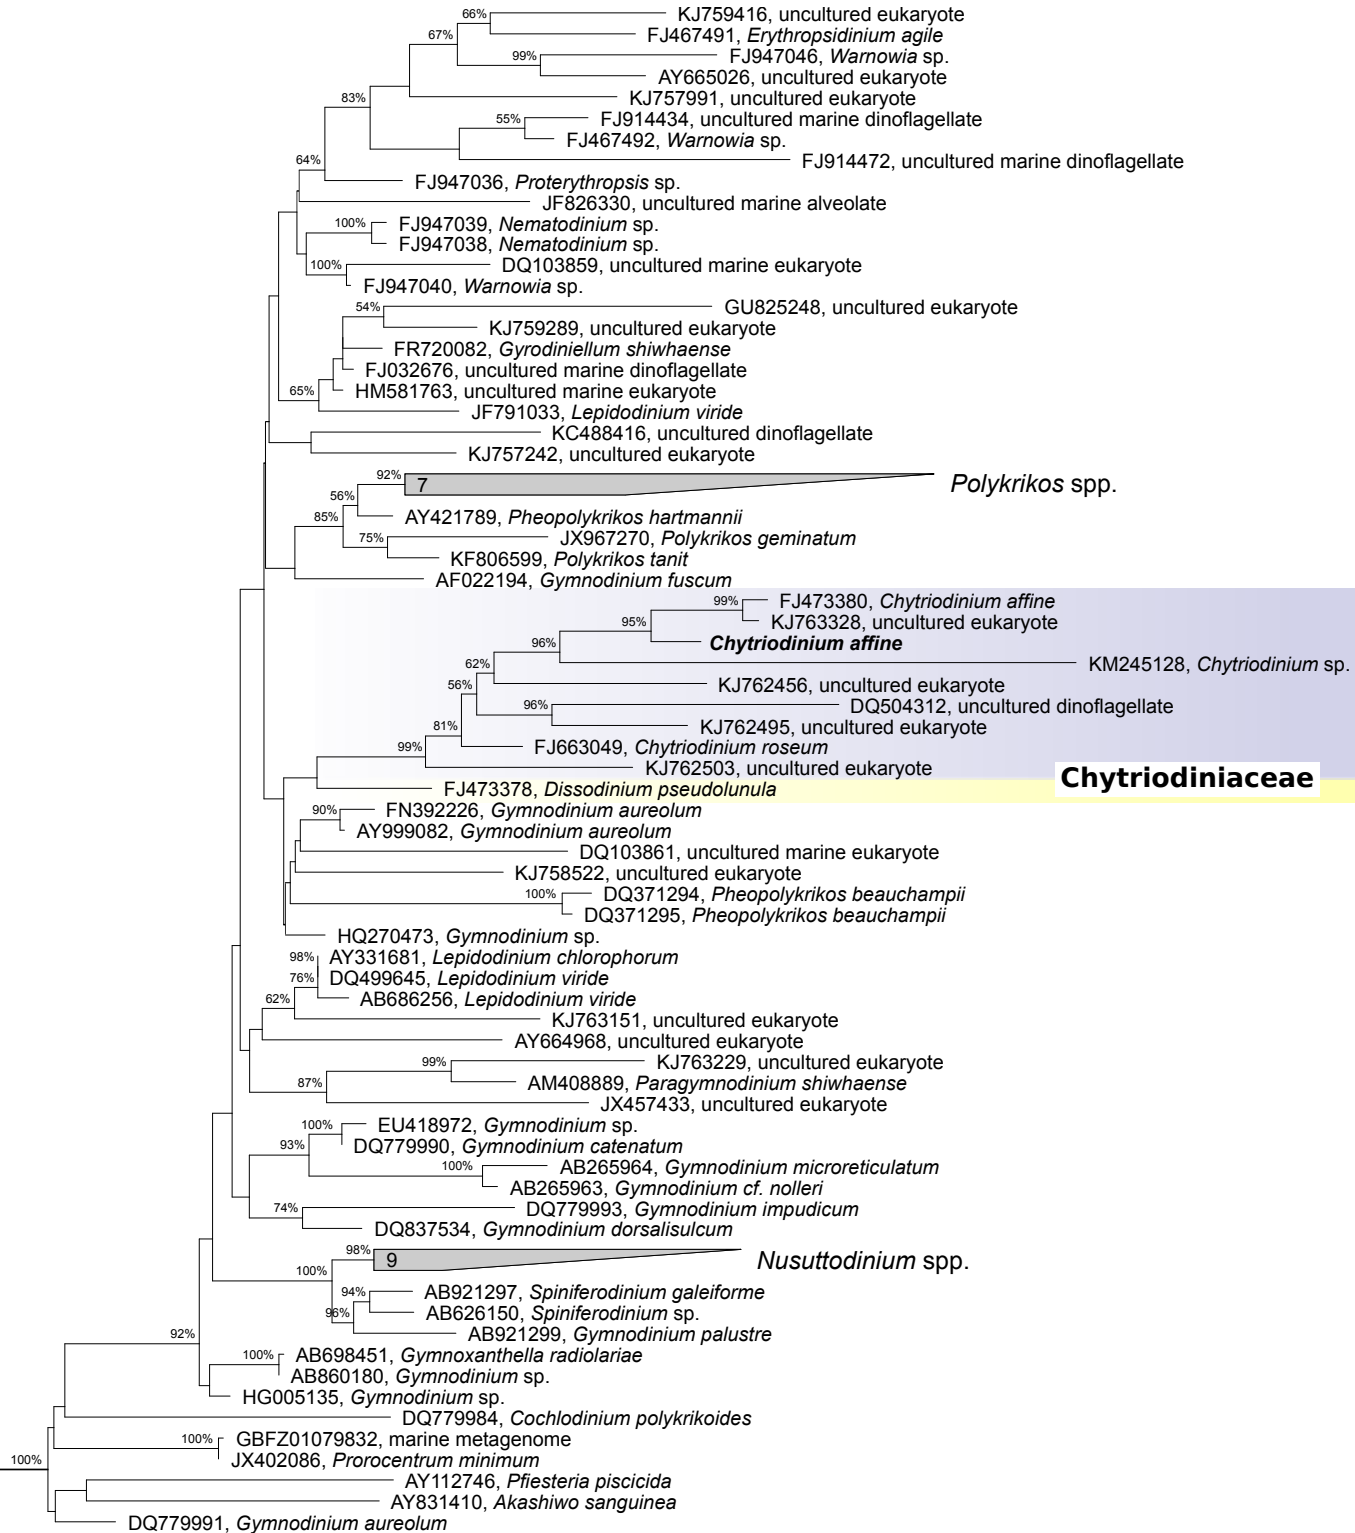 66%
KJ759416, uncultured eukaryote
FJ467491, Erythropsidinium agile
67%
99%
FJ947046, Warnowia sp.
AY665026, uncultured eukaryote
83%
KJ757991, uncultured eukaryote
55%
FJ914434, uncultured marine dinoflagellate
FJ467492, Warnowia sp.
FJ914472, uncultured marine dinoflagellate
64%
FJ947036, Proterythropsis sp.
JF826330, uncultured marine alveolate
100%
FJ947039, Nematodinium sp.
FJ947038, Nematodinium sp.
100%
DQ103859, uncultured marine eukaryote
FJ947040, Warnowia sp.
54%
GU825248, uncultured eukaryote
KJ759289, uncultured eukaryote
FR720082, Gyrodiniellum shiwhaense
FJ032676, uncultured marine dinoflagellate
65%
HM581763, uncultured marine eukaryote
JF791033, Lepidodinium viride
KC488416, uncultured dinoflagellate
KJ757242, uncultured eukaryote
92%
7
Polykrikos spp.
56%
85%
AY421789, Pheopolykrikos hartmannii
75%
JX967270, Polykrikos geminatum
KF806599, Polykrikos tanit
AF022194, Gymnodinium fuscum
99%
FJ473380, Chytriodinium affine
95%
KJ763328, uncultured eukaryote
96%
Chytriodinium affine
62%
KM245128, Chytriodinium sp.
56%
KJ762456, uncultured eukaryote
96%
DQ504312, uncultured dinoflagellate
81%
KJ762495, uncultured eukaryote
99%
FJ663049, Chytriodinium roseum
KJ762503, uncultured eukaryote
Chytriodiniaceae
FJ473378, Dissodinium pseudolunula
90%
FN392226, Gymnodinium aureolum
AY999082, Gymnodinium aureolum
DQ103861, uncultured marine eukaryote
KJ758522, uncultured eukaryote
100%
DQ371294, Pheopolykrikos beauchampii
DQ371295, Pheopolykrikos beauchampii
HQ270473, Gymnodinium sp.
98%
AY331681, Lepidodinium chlorophorum
76%
DQ499645, Lepidodinium viride
62%
AB686256, Lepidodinium viride
KJ763151, uncultured eukaryote
AY664968, uncultured eukaryote
99%
KJ763229, uncultured eukaryote
87%
AM408889, Paragymnodinium shiwhaense
JX457433, uncultured eukaryote
100%
EU418972, Gymnodinium sp.
93%
DQ779990, Gymnodinium catenatum
100%
AB265964, Gymnodinium microreticulatum
AB265963, Gymnodinium cf. nolleri
74%
DQ779993, Gymnodinium impudicum
DQ837534, Gymnodinium dorsalisulcum
98%
9
Nusuttodinium spp.
100%
94%
AB921297, Spiniferodinium galeiforme
96%
AB626150, Spiniferodinium sp.
AB921299, Gymnodinium palustre
92%
100%
AB698451, Gymnoxanthella radiolariae
AB860180, Gymnodinium sp.
HG005135, Gymnodinium sp.
DQ779984, Cochlodinium polykrikoides
100%
GBFZ01079832, marine metagenome
100%
JX402086, Prorocentrum minimum
AY112746, Pfiesteria piscicida
AY831410, Akashiwo sanguinea
DQ779991, Gymnodinium aureolum